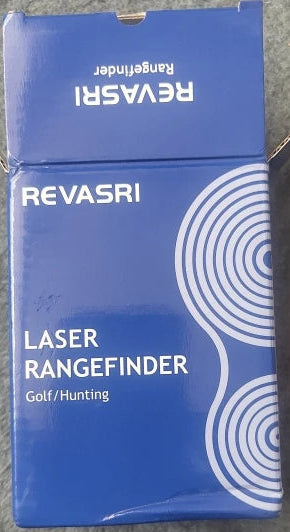 REVASRI
Rangefinder
REVASRI
LASER
RANGEFINDER
Golf/Hunting